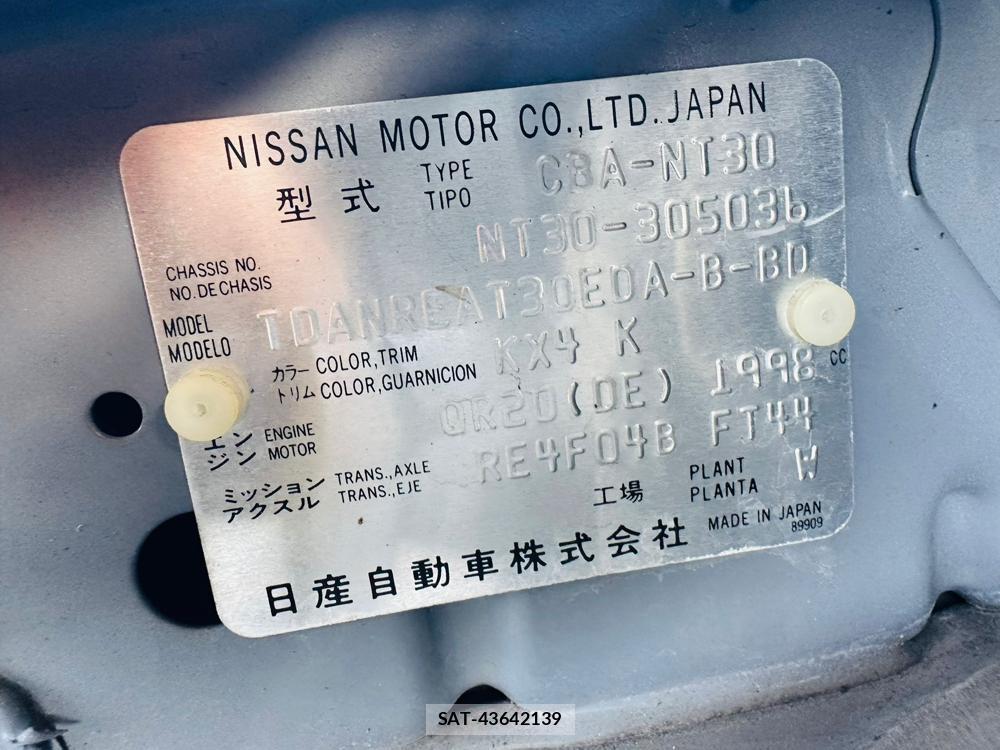 NISSAN MOTOR CO.,LTD. JAPAN
型式 TYPE TIPO CBA-NT30
CHASSIS NO. NO. DE CHASIS NT30-305036
MODEL MODELO TDANREAT30EDA-B-BD
カラー トリム COLOR,TRIM COLOR,GUARNICION KX4 K
エンジン ENGINE MOTOR QR20(DE) 1998 CC
ミッション アクスル TRANS.,AXLE TRANS.,EJE RE4F04B FT44
工場 PLANT PLANTA W
日産自動車株式会社 MADE IN JAPAN
89909
SAT-43642139